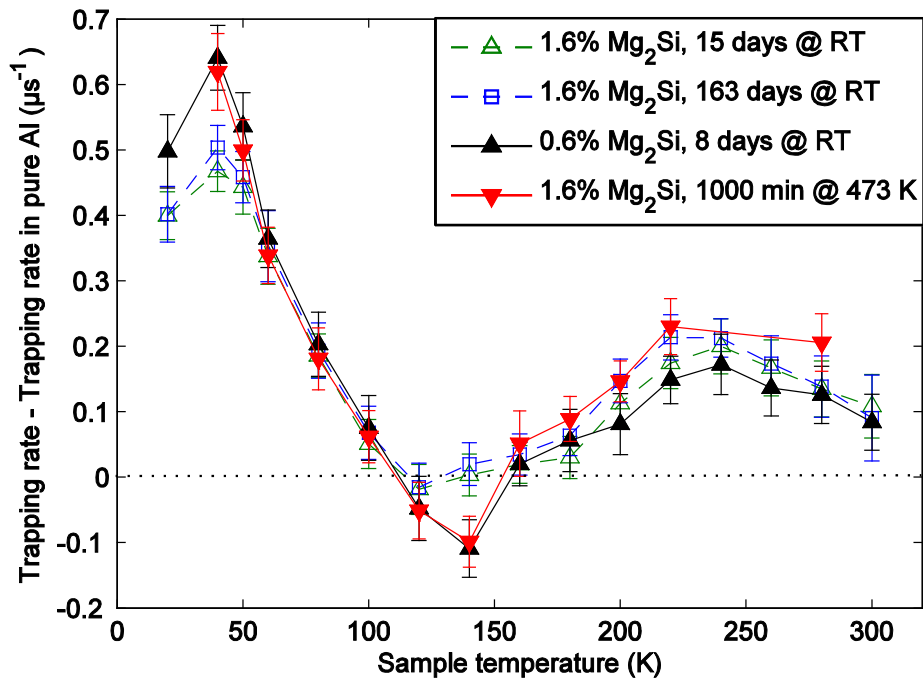 Trapping rate - Trapping rate in pure Al (μs⁻¹)
0.7
0.6
0.5
0.4
0.3
0.2
0.1
0
-0.1
-0.2
1.6% Mg₂Si, 15 days @ RT
1.6% Mg₂Si, 163 days @ RT
0.6% Mg₂Si, 8 days @ RT
1.6% Mg₂Si, 1000 min @ 473 K
0 50 100 150 200 250 300
Sample temperature (K)